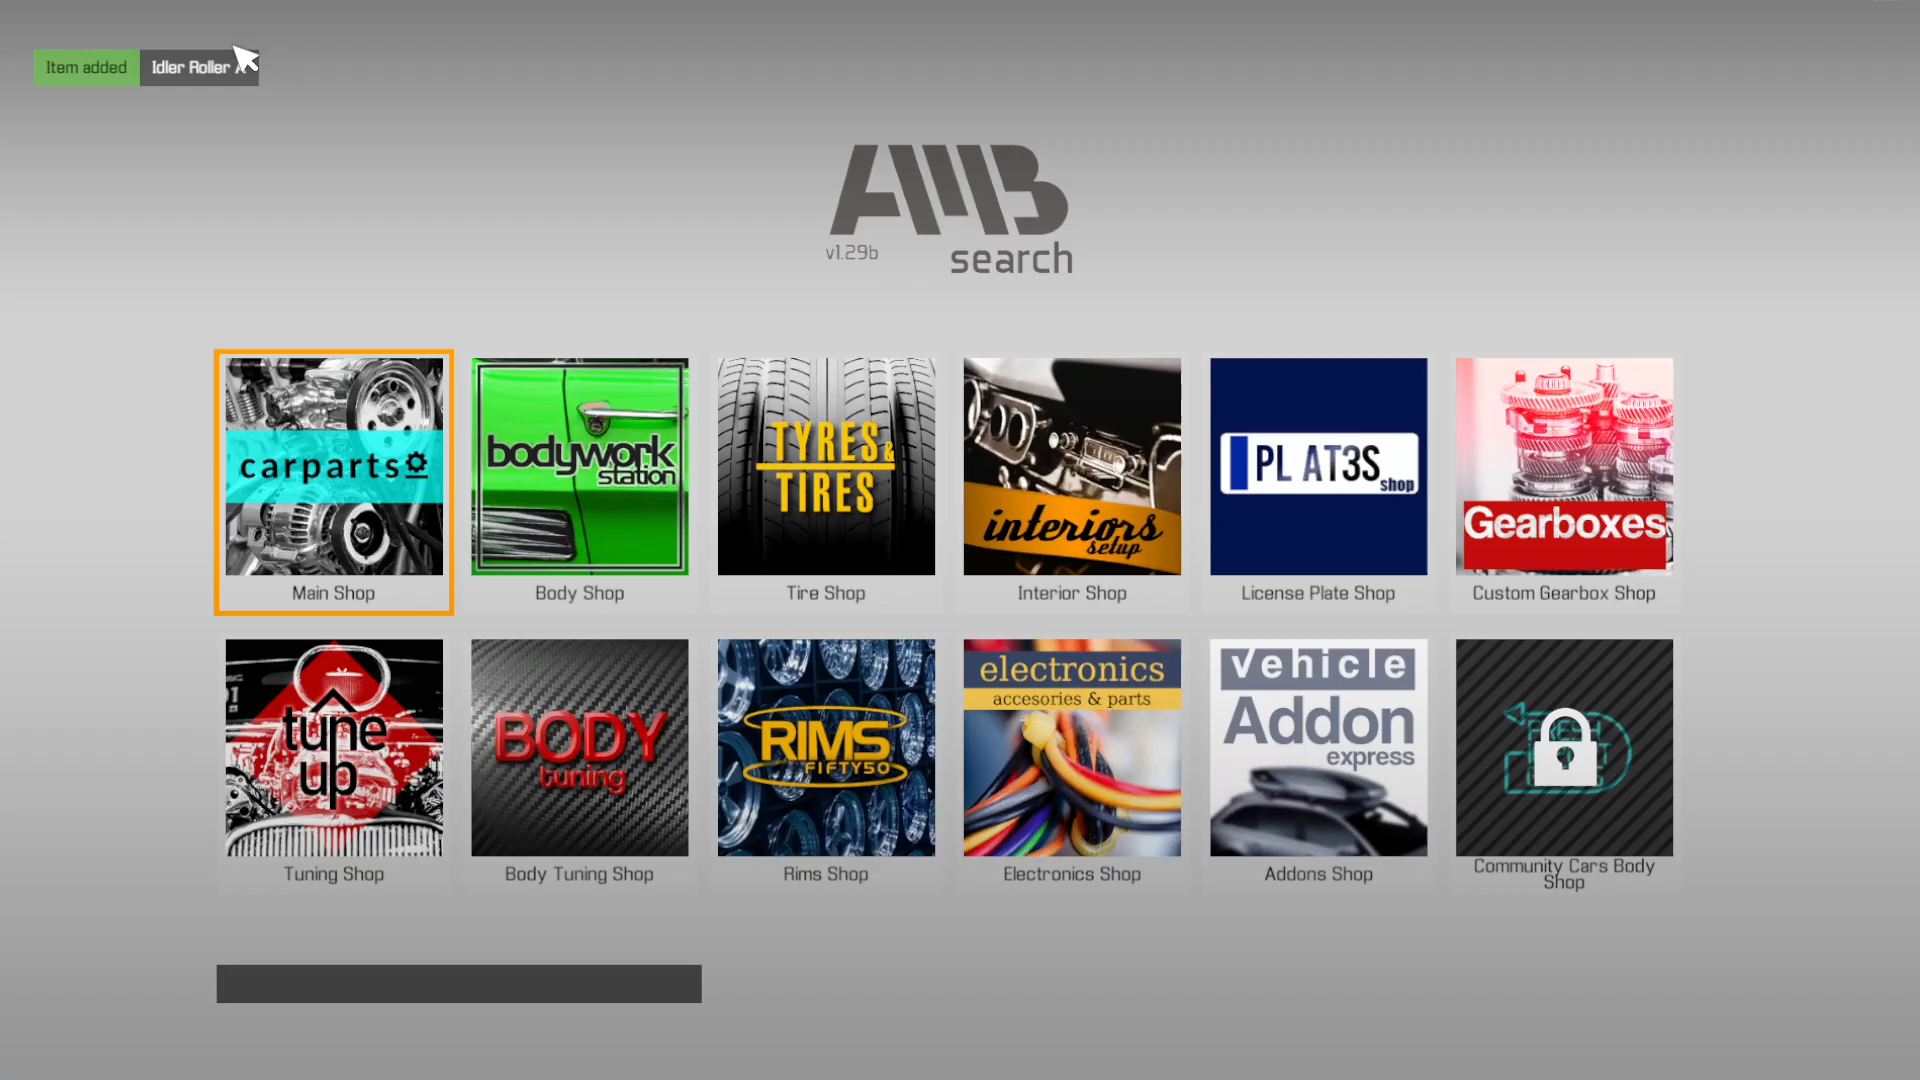 Item added Idler Roller A
AMB
v1.29b
search
carparts
bodywork
station
TYRES &
TIRES
interiors
setup
PL AT3S
shop
Gearboxes
Main Shop
Body Shop
Tire Shop
Interior Shop
License Plate Shop
Custom Gearbox Shop
tune
up
BODY
tuning
RIMS
FIFTY50
electronics
accesories & parts
vehicle
Addon
express
Tuning Shop
Body Tuning Shop
Rims Shop
Electronics Shop
Addons Shop
Community Cars Body
Shop